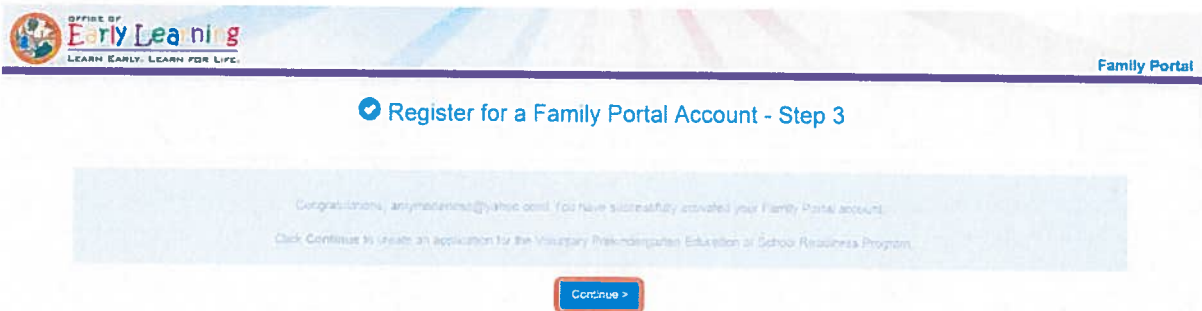 OFFICE OF
Early Learning
LEARN EARLY. LEARN FOR LIFE.
Family Portal
Register for a Family Portal Account - Step 3
Congratulations, You have successfully activated your Family Portal account.
Click Continue to create an application for the Voluntary Prekindergarten Education or School Readiness Program.
Continue >